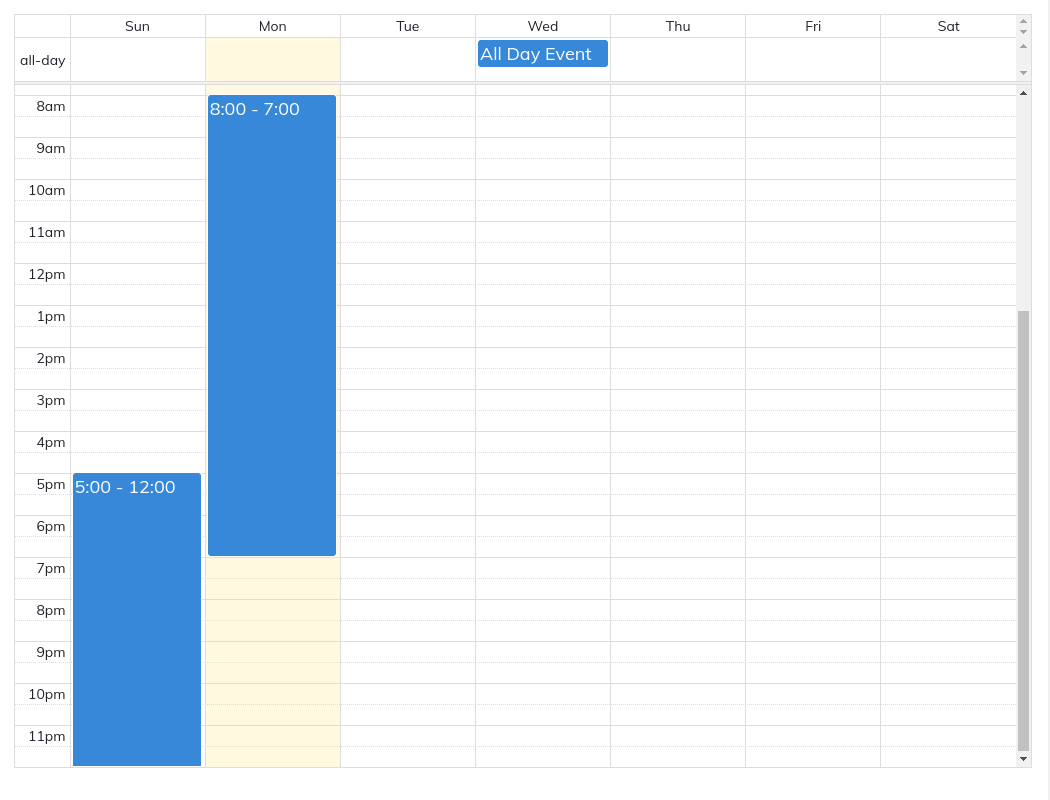 Sun Mon Tue Wed Thu Fri Sat
all-day All Day Event
8am 8:00 - 7:00
9am
10am
11am
12pm
1pm
2pm
3pm
4pm
5pm 5:00 - 12:00
6pm
7pm
8pm
9pm
10pm
11pm